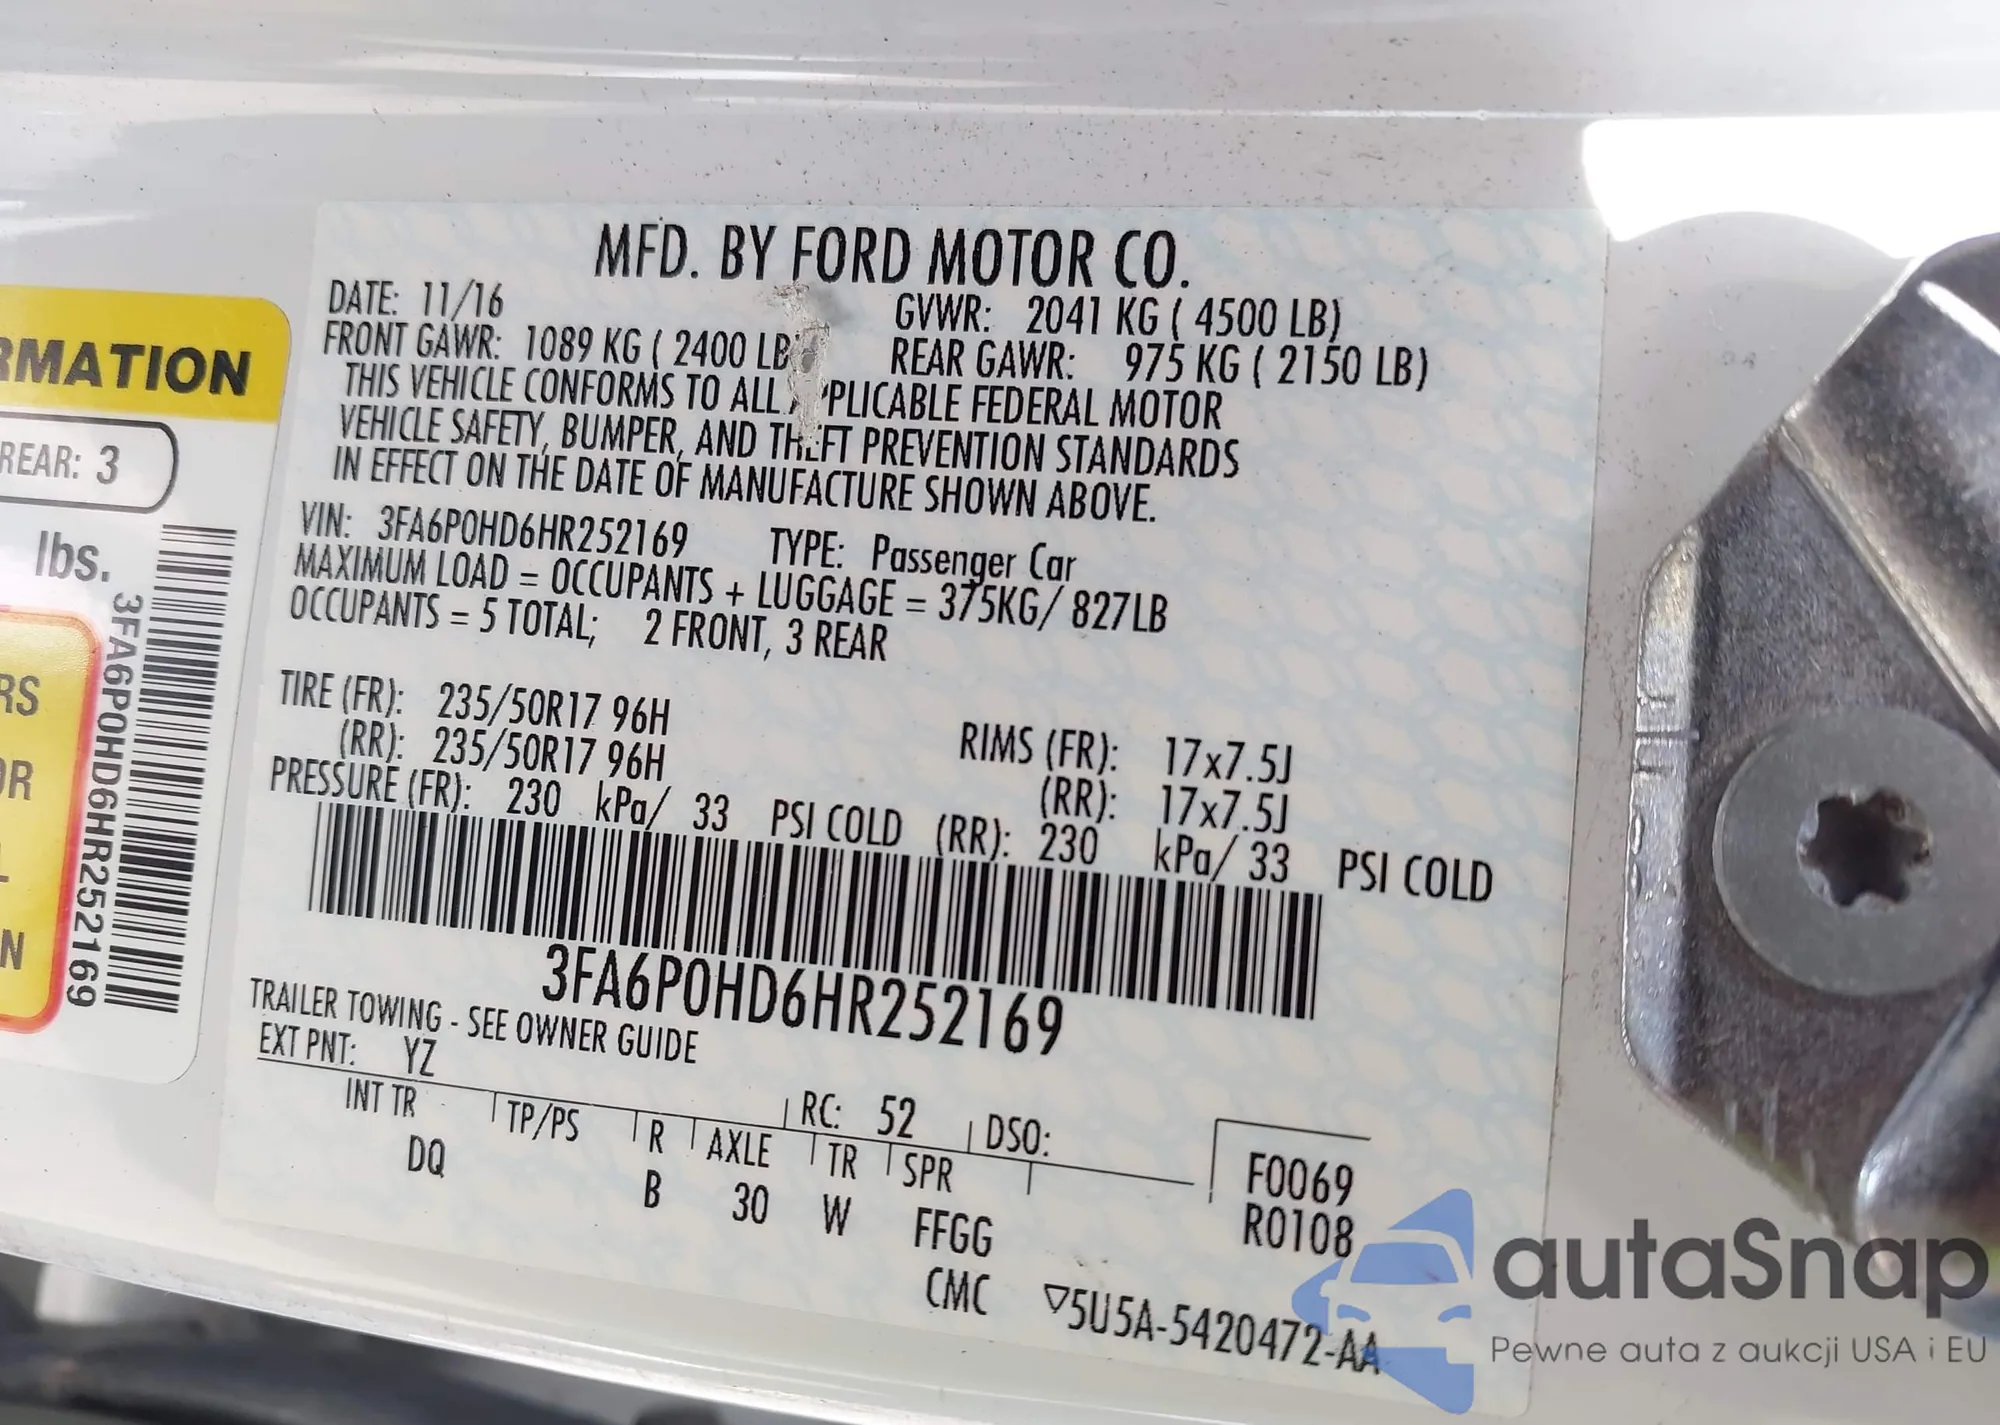 MFD. BY FORD MOTOR CO.
DATE: 11/16 GVWR: 2041 KG ( 4500 LB)
FRONT GAWR: 1089 KG ( 2400 LB REAR GAWR: 975 KG ( 2150 LB)
THIS VEHICLE CONFORMS TO ALL APPLICABLE FEDERAL MOTOR
VEHICLE SAFETY, BUMPER, AND THEFT PREVENTION STANDARDS
IN EFFECT ON THE DATE OF MANUFACTURE SHOWN ABOVE.
VIN: 3FA6P0HD6HR252169 TYPE: Passenger Car
MAXIMUM LOAD = OCCUPANTS + LUGGAGE = 375KG/ 827LB
OCCUPANTS = 5 TOTAL; 2 FRONT, 3 REAR
TIRE (FR): 235/50R17 96H RIMS (FR): 17x7.5J
(RR): 235/50R17 96H (RR): 17x7.5J
PRESSURE (FR): 230 kPa/ 33 PSI COLD (RR): 230 kPa/ 33 PSI COLD
3FA6P0HD6HR252169
TRAILER TOWING - SEE OWNER GUIDE
EXT PNT: YZ RC: 52 DSO:
INT TR TP/PS R AXLE TR SPR
DQ B 30 W FFGG
F0069
R0108
CMC ▽5U5A-5420472-AA
RMATION
REAR: 3
lbs.
3FA6P0HD6HR252169
RS
OR
L
N
autaSnap
Pewne auta z aukcji USA i EU